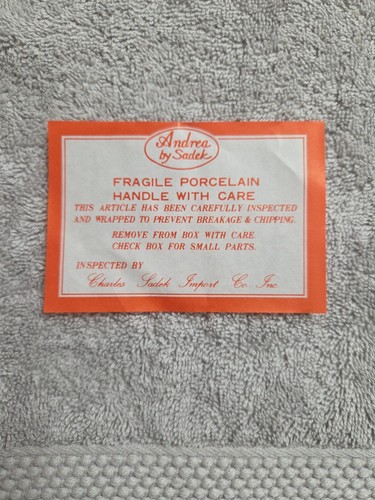 Andrea
by Sadek
FRAGILE PORCELAIN
HANDLE WITH CARE
THIS ARTICLE HAS BEEN CAREFULLY INSPECTED
AND WRAPPED TO PREVENT BREAKAGE & CHIPPING.
REMOVE FROM BOX WITH CARE.
CHECK BOX FOR SMALL PARTS.
INSPECTED BY
Charles Sadek Import Co. Inc.